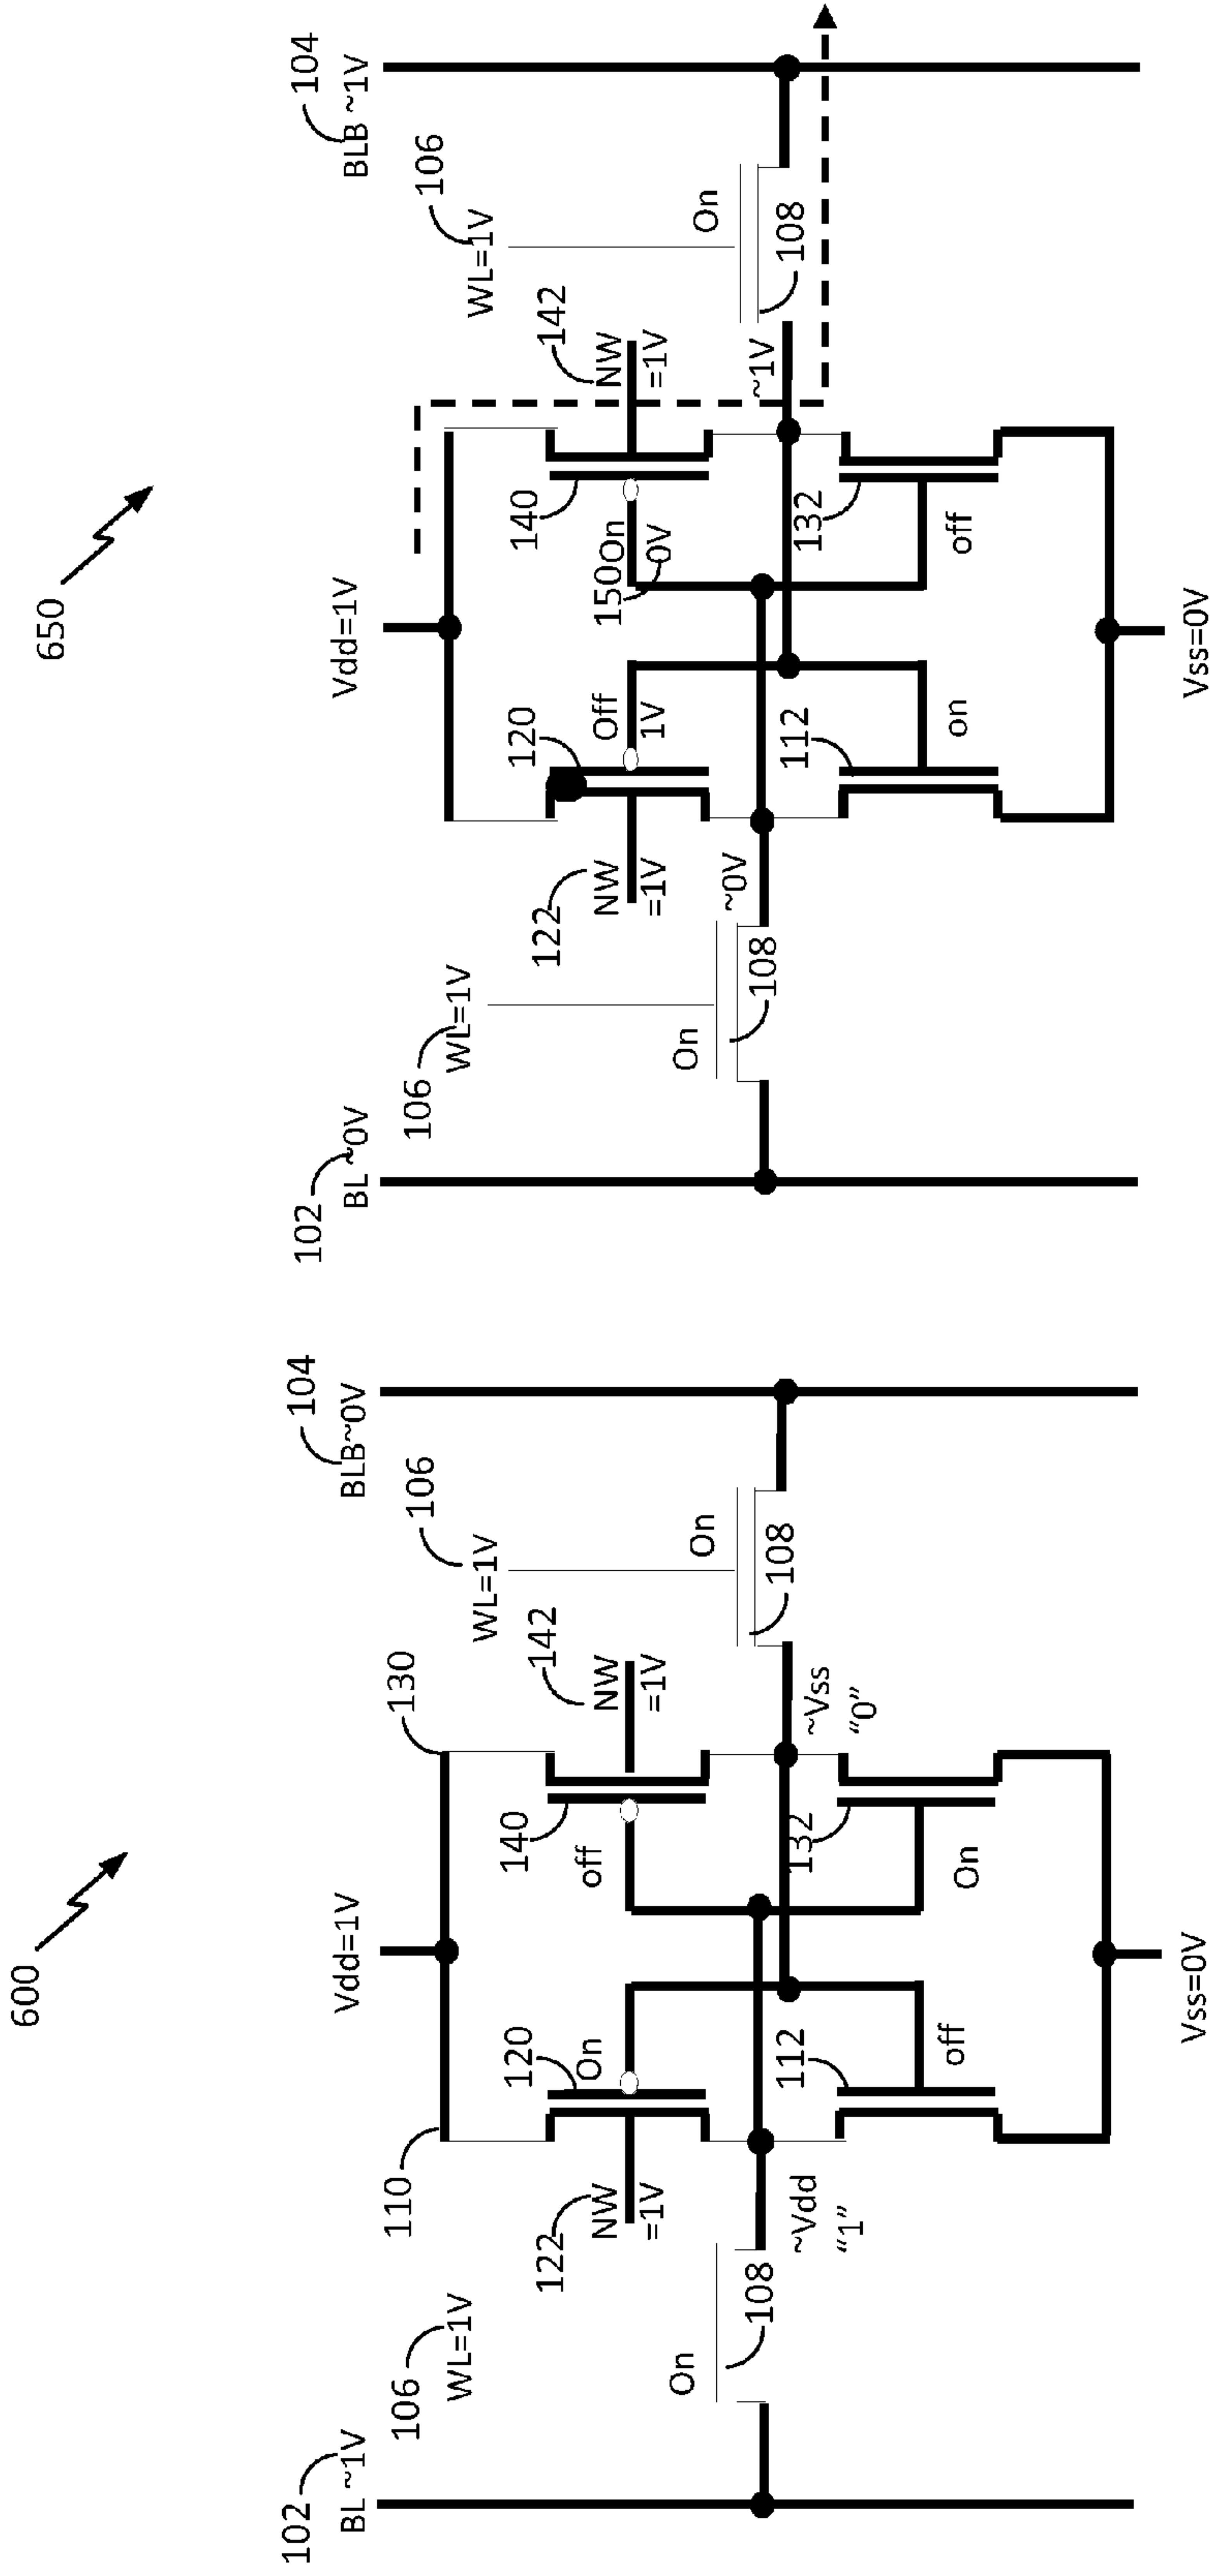 600
102
BL ~1V
106
WL=1V
110
Vdd=1V
130
106
WL=1V
104
BLB~0V
122
NW
=1V
120
On
140
off
142
NW
=1V
On
108
On
108
~Vdd
“1”
112
off
132
On
~Vss
“0”
Vss=0V
650
102
BL ~0V
106
WL=1V
Vdd=1V
106
WL=1V
104
BLB ~1V
122
NW
=1V
120
Off
1V
140
150
On
0V
142
NW
=1V
On
108
~0V
On
108
~1V
112
on
132
off
Vss=0V